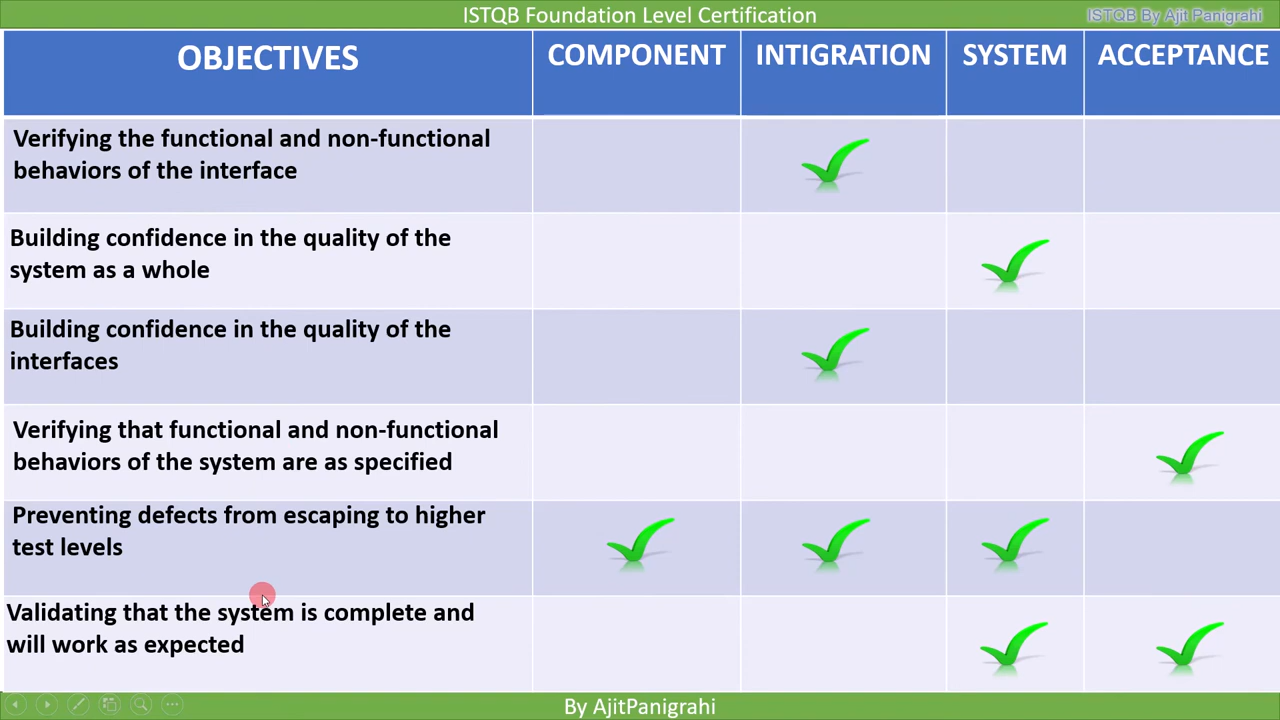 ISTQB Foundation Level Certification
ISTQB By Ajit Panigrahi
OBJECTIVES
COMPONENT
INTIGRATION
SYSTEM
ACCEPTANCE
Verifying the functional and non-functional
behaviors of the interface
Building confidence in the quality of the
system as a whole
Building confidence in the quality of the
interfaces
Verifying that functional and non-functional
behaviors of the system are as specified
Preventing defects from escaping to higher
test levels
Validating that the system is complete and
will work as expected
By AjitPanigrahi